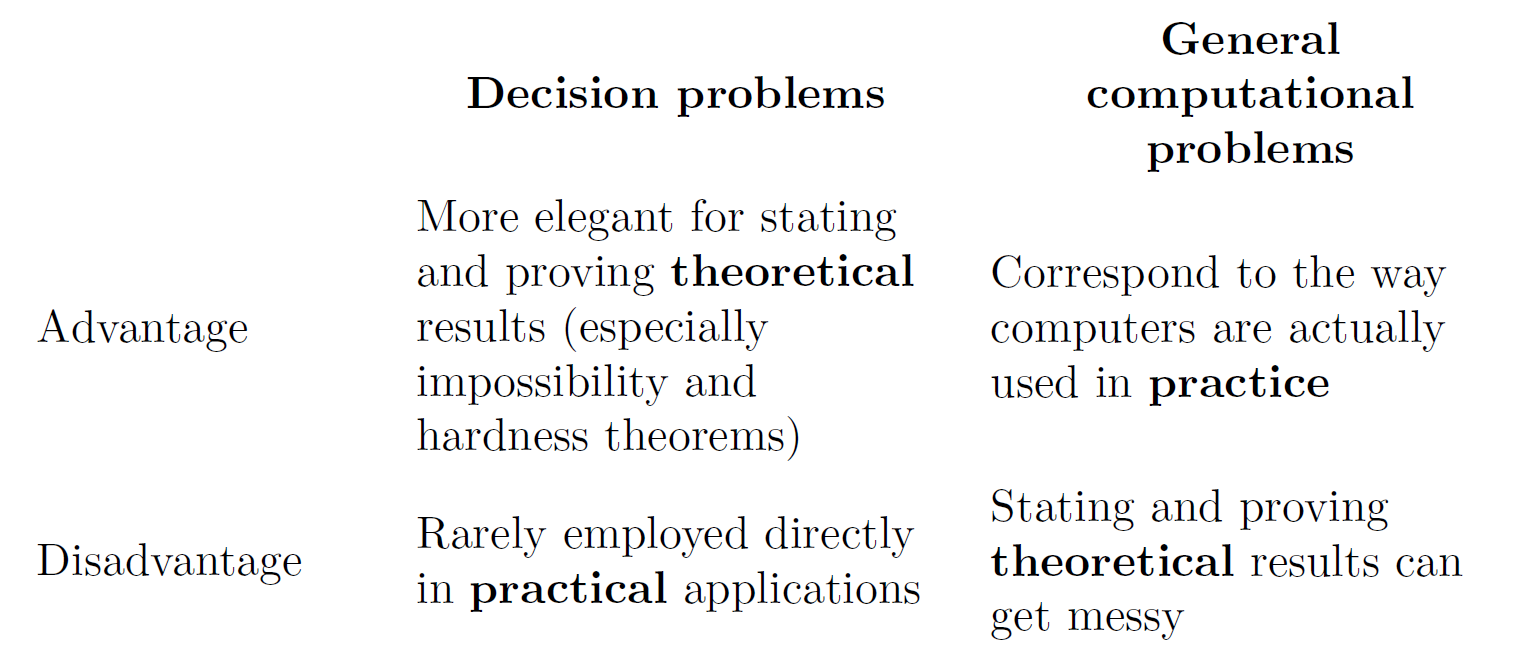 Decision problems
General
computational
problems
Advantage
More elegant for stating
and proving theoretical
results (especially
impossibility and
hardness theorems)
Correspond to the way
computers are actually
used in practice
Disadvantage
Rarely employed directly
in practical applications
Stating and proving
theoretical results can
get messy